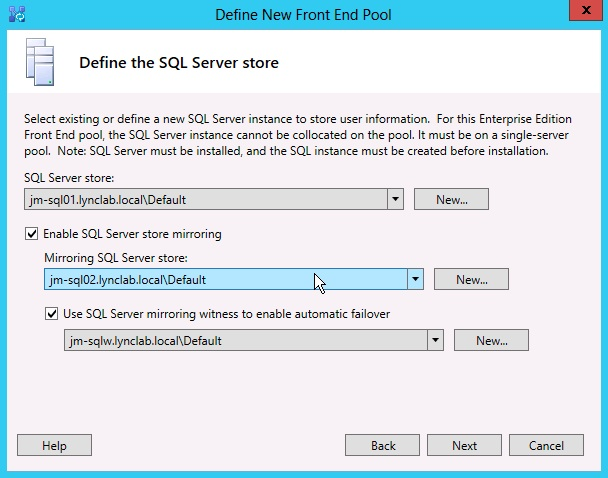 Define New Front End Pool
x
Define the SQL Server store
Select existing or define a new SQL Server instance to store user information.  For this Enterprise Edition
Front End pool, the SQL Server instance cannot be collocated on the pool. It must be on a single-server
pool.  Note: SQL Server must be installed, and the SQL instance must be created before installation.
SQL Server store:
jm-sql01.lynclab.local\Default
New...
Enable SQL Server store mirroring
Mirroring SQL Server store:
jm-sql02.lynclab.local\Default
New...
Use SQL Server mirroring witness to enable automatic failover
jm-sqlw.lynclab.local\Default
New...
Help
Back
Next
Cancel